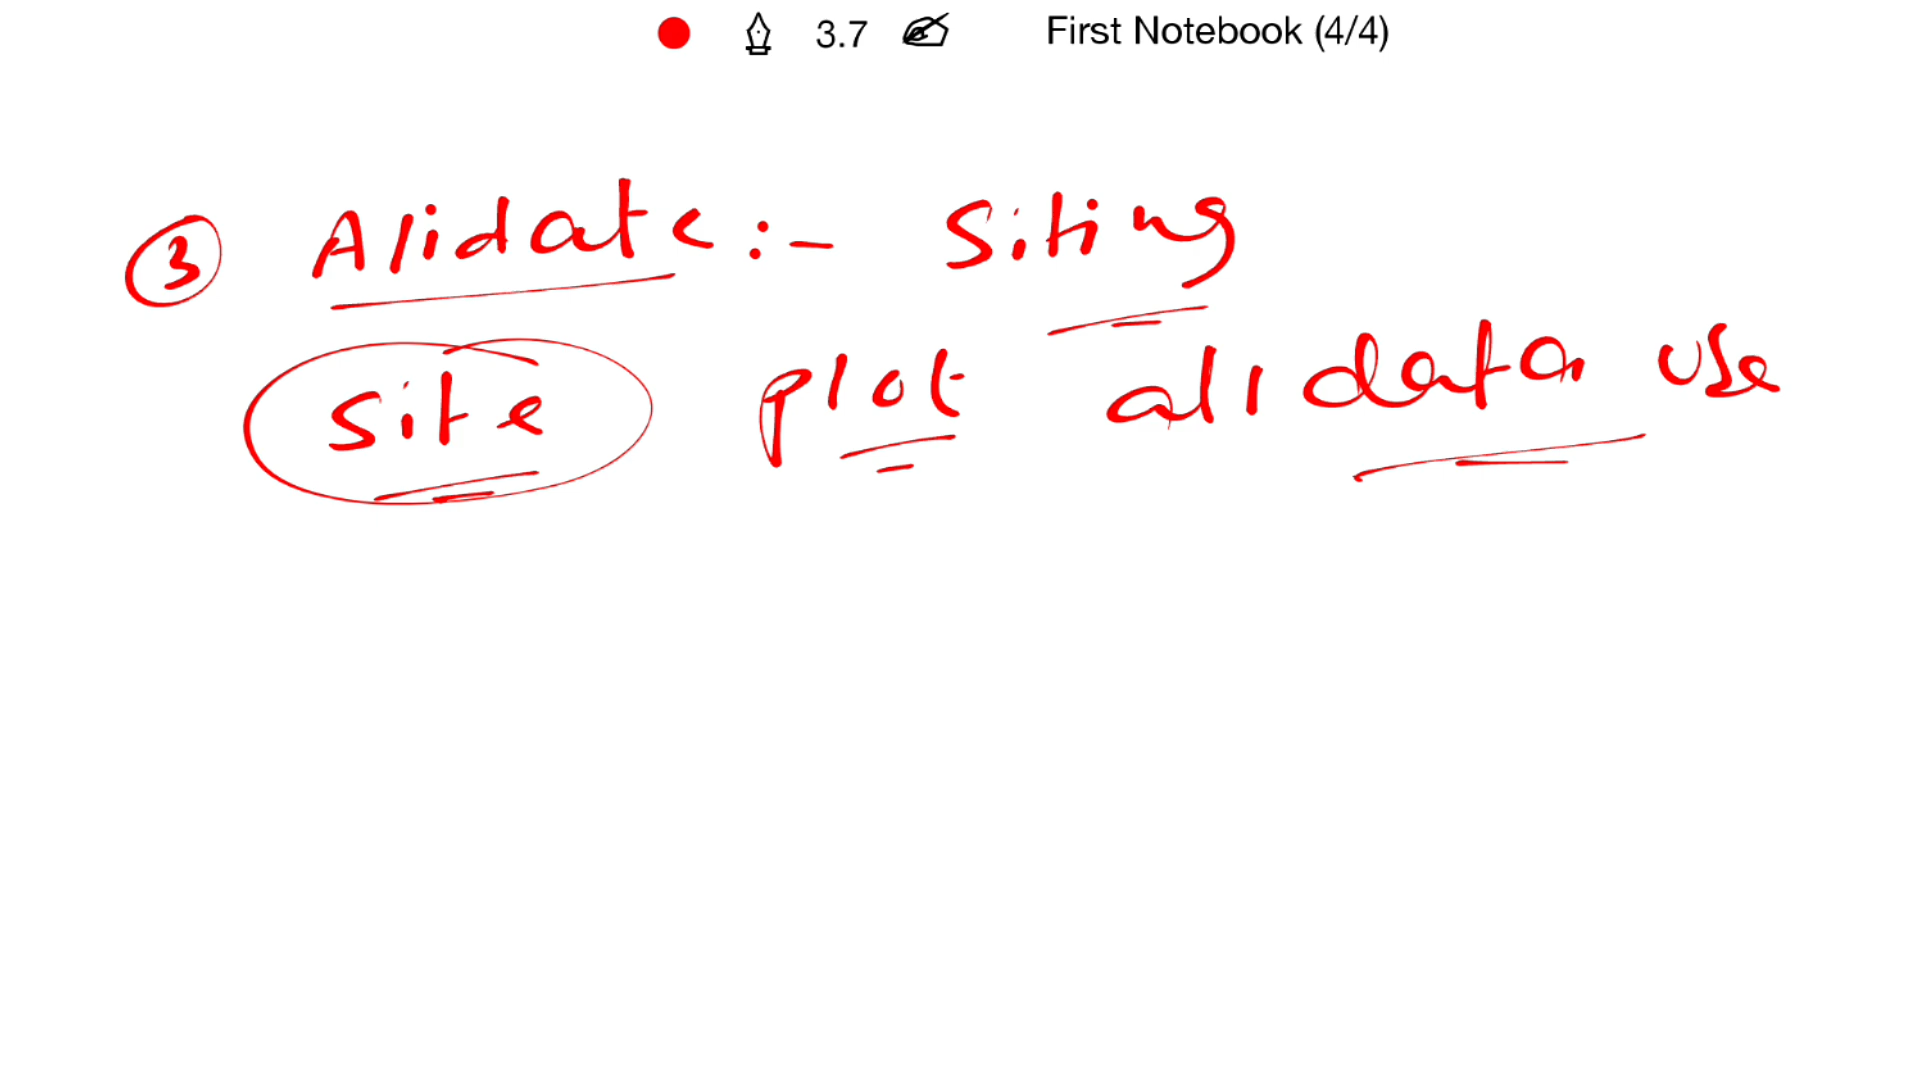 3.7 First Notebook (4/4)
③ Alidate:- Siting
Site plot alidata use